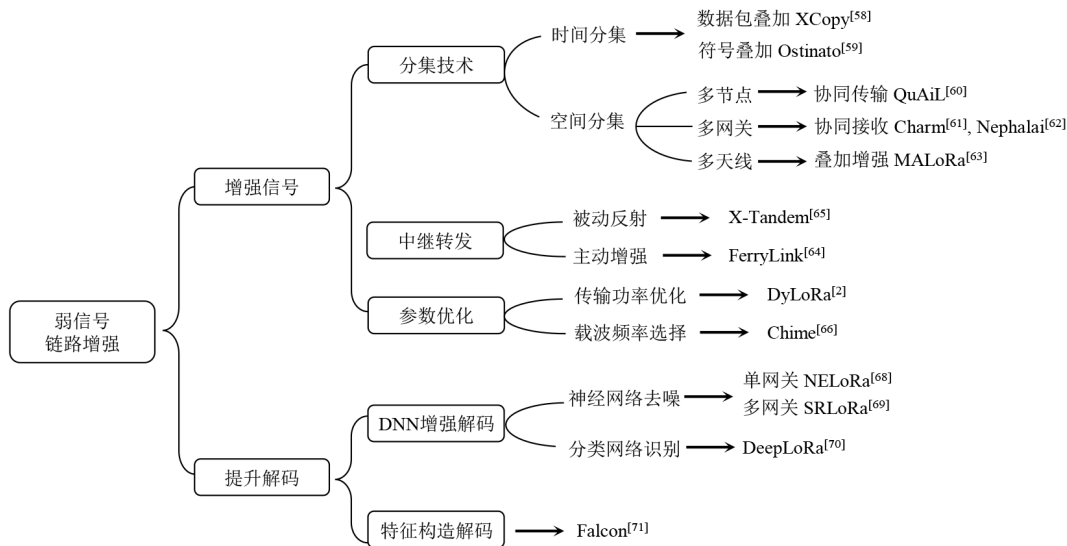 数据包叠加 XCopy[58]
时间分集
符号叠加 Ostinato[59]
分集技术
多节点 协同传输 QuAiL[60]
空间分集
多网关 协同接收 Charm[61], Nephalai[62]
多天线 叠加增强 MALoRa[63]
增强信号
被动反射 X-Tandem[65]
中继转发
主动增强 FerryLink[64]
传输功率优化 DyLoRa[2]
参数优化
载波频率选择 Chime[66]
弱信号
链路增强
单网关 NELoRa[68]
神经网络去噪
多网关 SRLoRa[69]
DNN增强解码
分类网络识别 DeepLoRa[70]
提升解码
特征构造解码 Falcon[71]